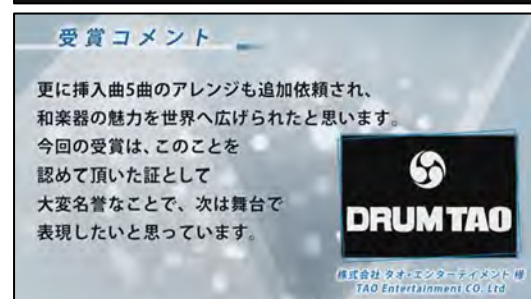 受賞コメント
更に挿入曲5曲のアレンジも追加依頼され、
和楽器の魅力を世界へ広げられたと思います。
今回の受賞は、このことを
認めて頂いた証として
大変名誉なことで、次は舞台で
表現したいと思っています。
DRUM TAO
株式会社 タオ・エンターテイメント 様
TAO Entertainment CO. Ltd